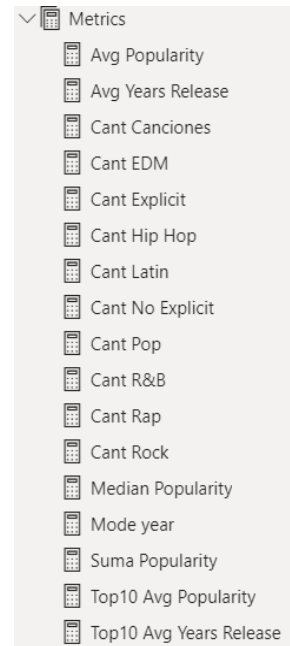 Metrics
Avg Popularity
Avg Years Release
Cant Canciones
Cant EDM
Cant Explicit
Cant Hip Hop
Cant Latin
Cant No Explicit
Cant Pop
Cant R&B
Cant Rap
Cant Rock
Median Popularity
Mode year
Suma Popularity
Top10 Avg Popularity
Top10 Avg Years Release